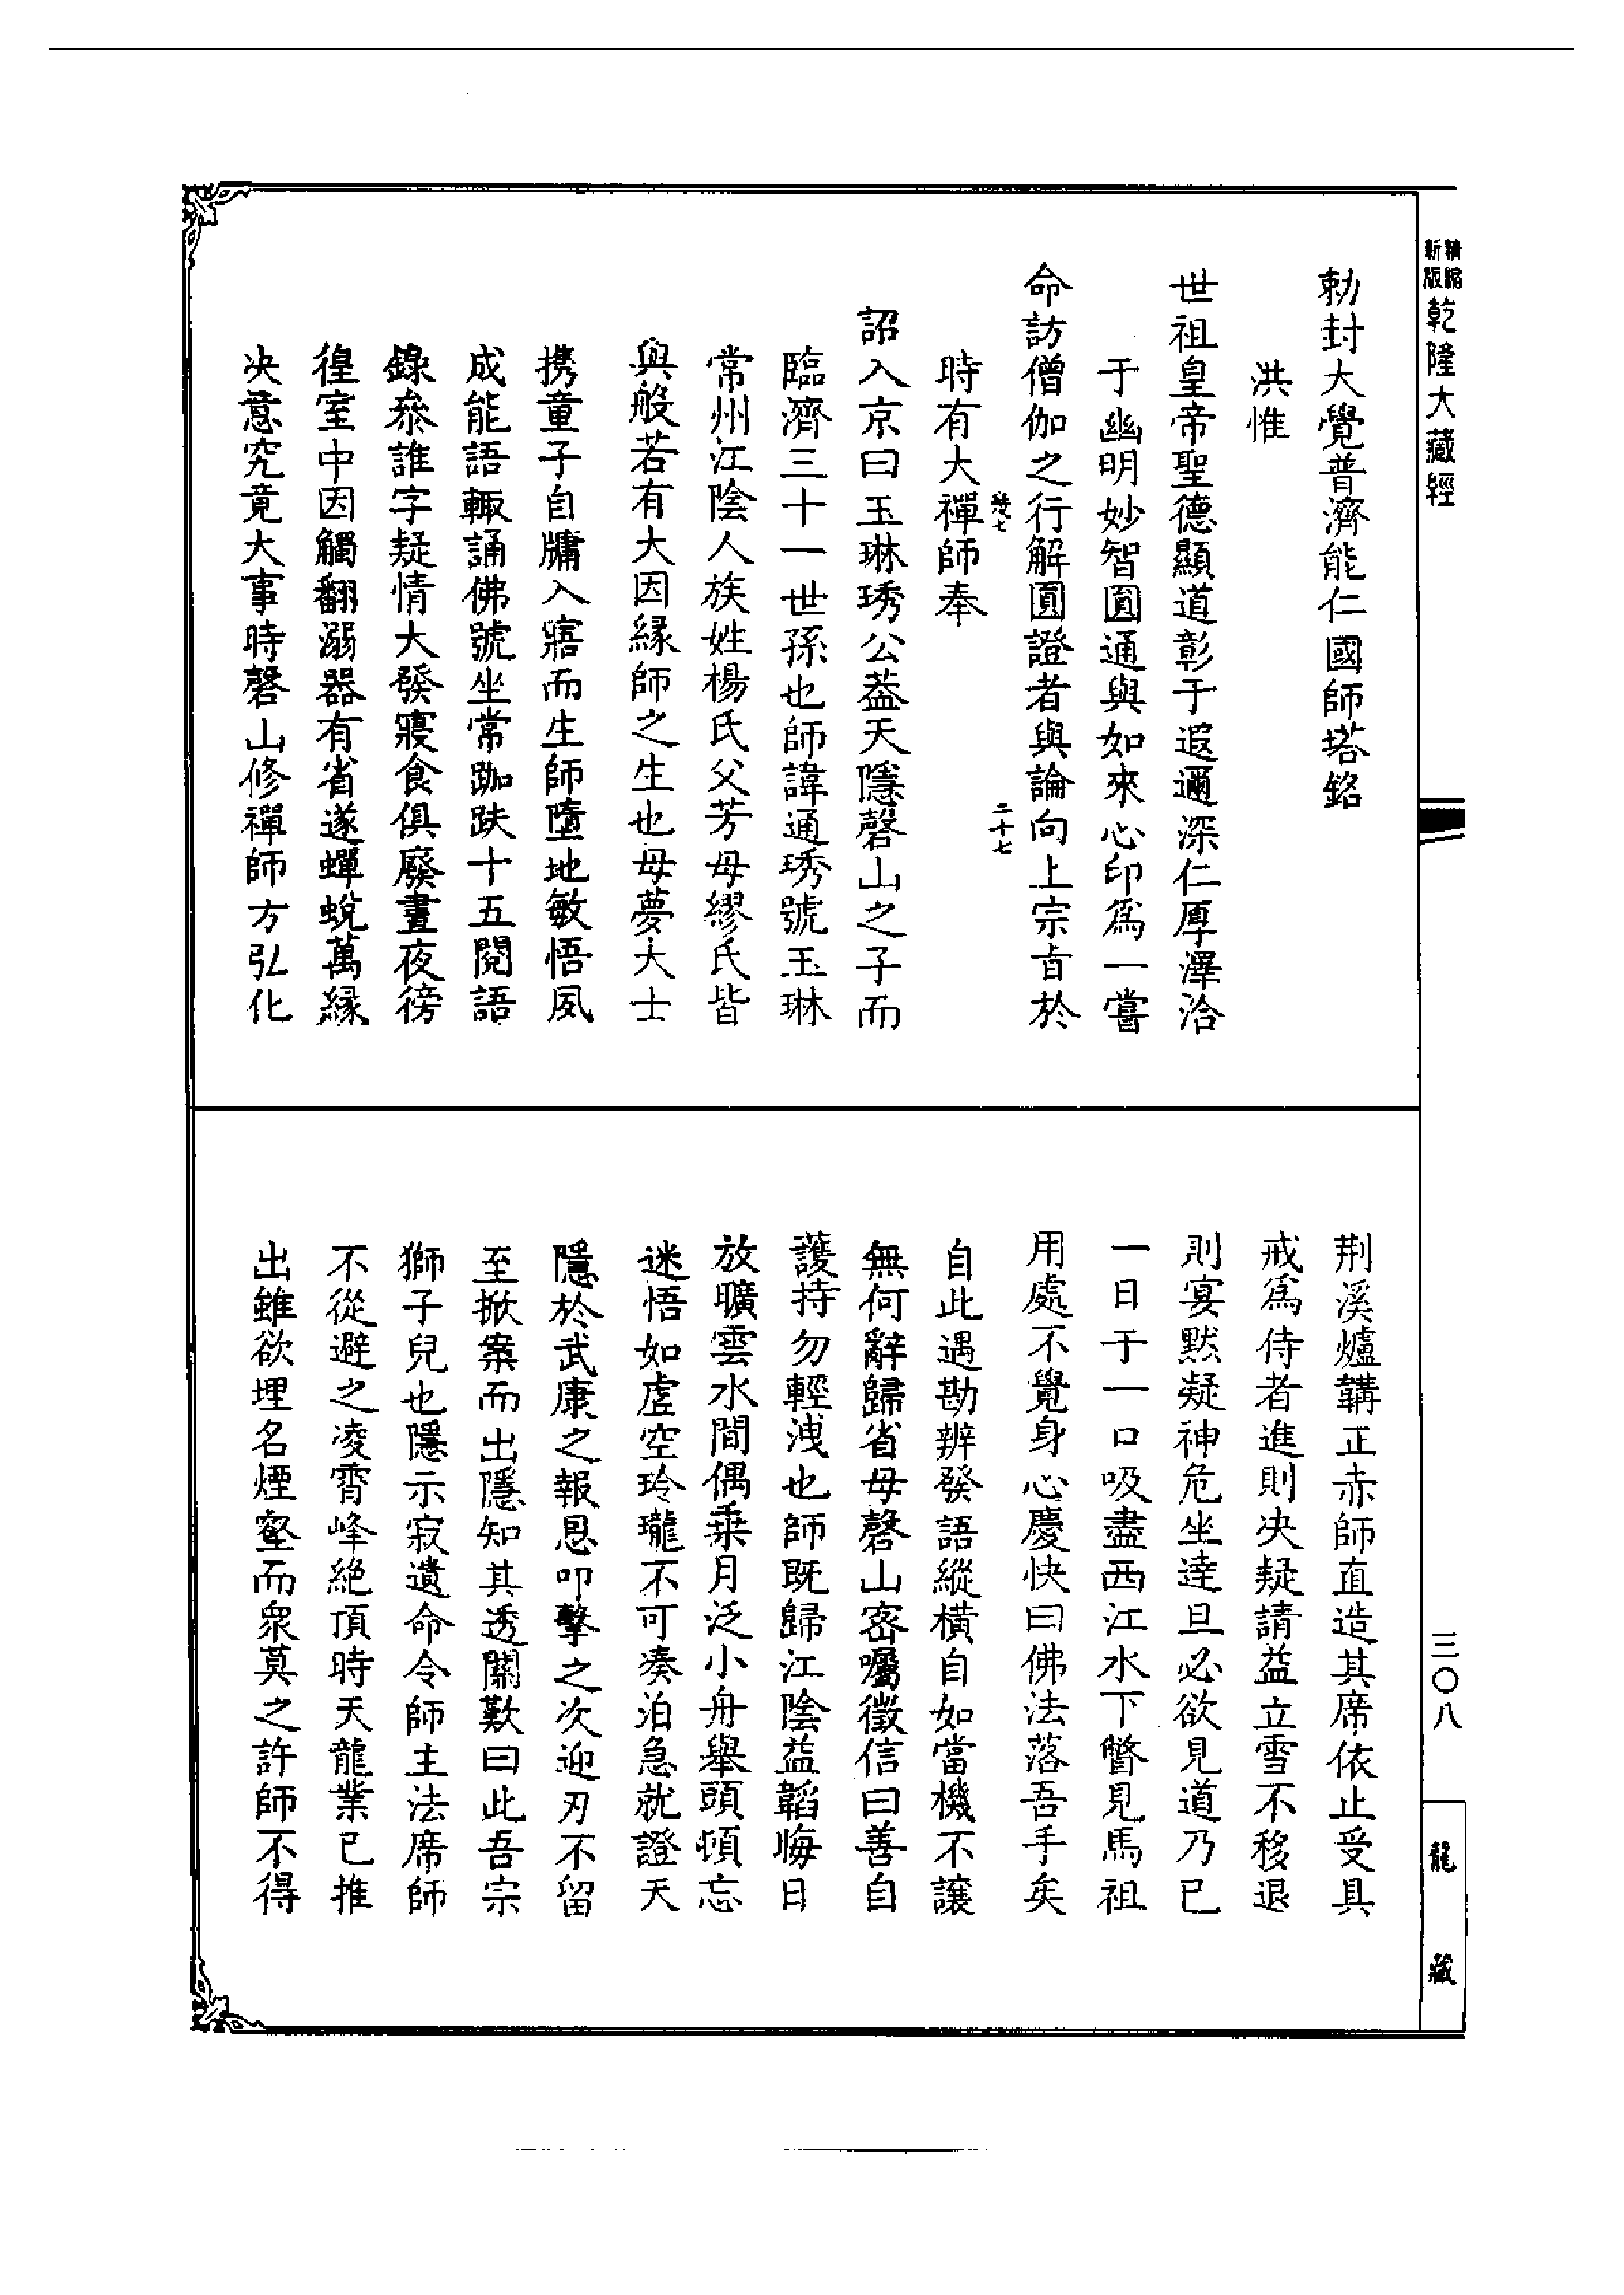 精縮
新版
乾隆大藏經
勅封大覺普濟能仁國師塔銘
洪惟
世祖皇帝聖德顯道彰于遐邇深仁厚澤洽
于幽明妙智圓通與如來心印爲一嘗
命訪僧伽之行解圓證者與論向上宗旨於
二十七
時有大禪師奉
詔入京曰玉琳琇公葢天隱磬山之子而
臨濟三十一世孫也師諱通琇號玉琳
常州江陰人族姓楊氏父芳母繆氏皆
與般若有大因緣師之生也母夢大士
携童子自牖入寤而生師墮地敏悟夙
成能語輙誦佛號坐常跏趺十五閱語
錄叅誰字疑情大發寢食俱廢晝夜徬
徨室中因觸翻溺器有省遂蟬蛻萬緣
决意究竟大事時磬山修禪師方弘化
荆溪爐鞲正赤師直造其席依止受具
戒爲侍者進則决疑請益立雪不移退
則宴默凝神危坐達旦必欲見道乃已
一日于一口吸盡西江水下瞥見馬祖
用處不覺身心慶快曰佛法落吾手矣
自此遇勘辨發語縱橫自如當機不讓
無何辭歸省母磬山密囑徵信曰善自
護持勿輕洩也師既歸江陰益韜晦日
放曠雲水間偶乗月泛小舟舉頭頓忘
迷悟如虛空玲瓏不可凑泊急就證天
隱於武康之報恩叩擊之次迎刃不留
至掀案而出隱知其透關歎曰此吾宗
獅子兒也隱示寂遺命令師主法席師
不從避之凌霄峰絕頂時天龍業已推
出雖欲埋名煙壑而衆莫之許師不得
三〇八
龍藏